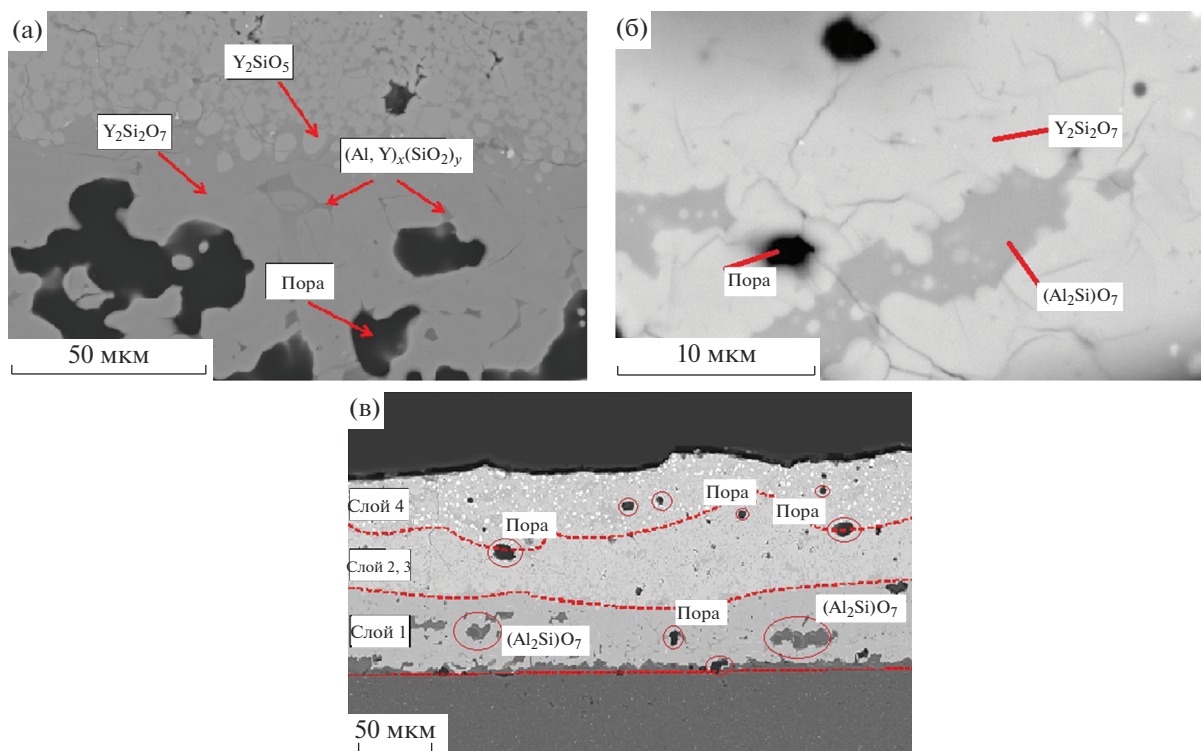 (а)
Y₂SiO₅
Y₂Si₂O₇
(Al, Y)ₓ(SiO₂)ᵧ
Пора
50 мкм
(б)
Y₂Si₂O₇
Пора
(Al₂Si)O₇
10 мкм
(в)
Слой 4
Пора
Пора
Пора
Слой 2, 3
Пора
(Al₂Si)O₇
Слой 1
(Al₂Si)O₇
50 мкм